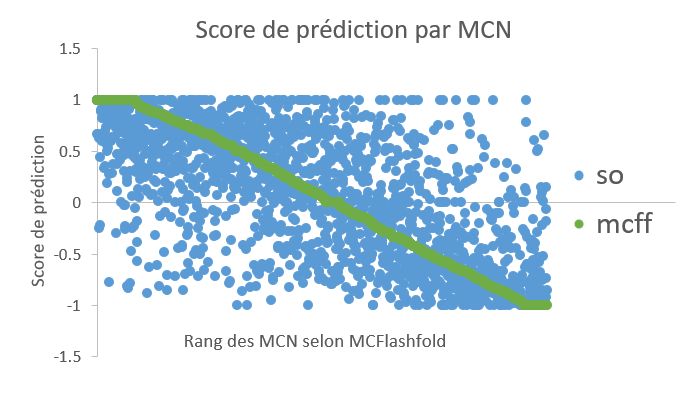 Score de prédiction par MCN
1.5
1
0.5
0
-0.5
-1
-1.5
Score de prédiction
Rang des MCN selon MCFlashfold
so
mcff